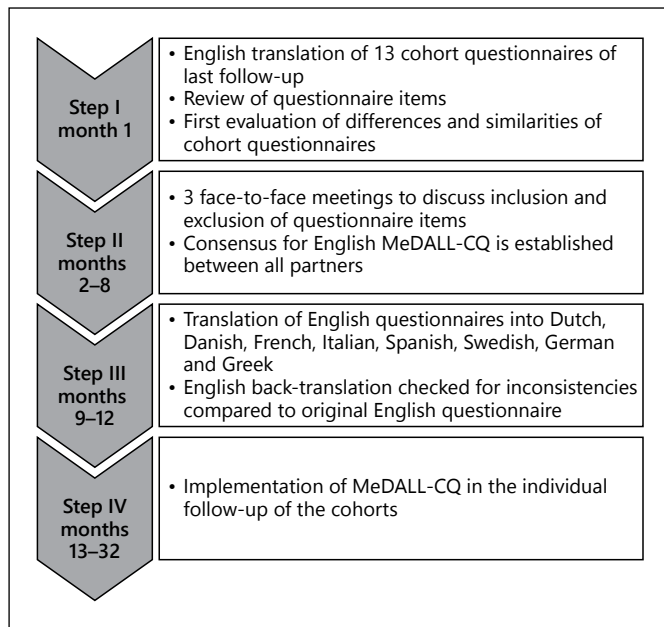 Step I
month 1
• English translation of 13 cohort questionnaires of
last follow-up
• Review of questionnaire items
• First evaluation of differences and similarities of
cohort questionnaires
Step II
months
2–8
• 3 face-to-face meetings to discuss inclusion and
exclusion of questionnaire items
• Consensus for English MeDALL-CQ is established
between all partners
Step III
months
9–12
• Translation of English questionnaires into Dutch,
Danish, French, Italian, Spanish, Swedish, German
and Greek
• English back-translation checked for inconsistencies
compared to original English questionnaire
Step IV
months
13–32
• Implementation of MeDALL-CQ in the individual
follow-up of the cohorts